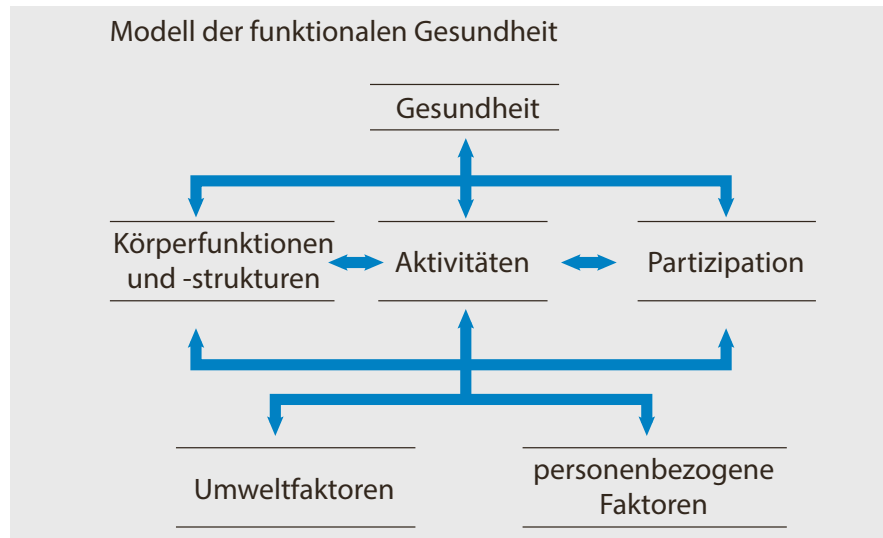 Modell der funktionalen Gesundheit
Gesundheit
Körperfunktionen
und -strukturen
Aktivitäten
Partizipation
Umweltfaktoren
personenbezogene
Faktoren